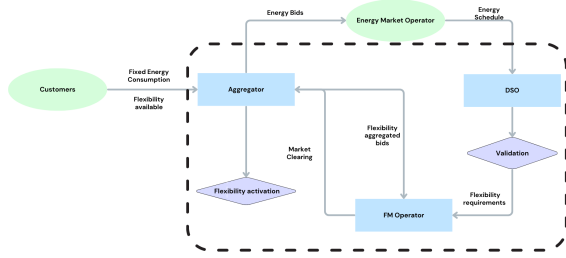 Energy Bids
Energy Market Operator
Energy
Schedule
Fixed Energy
Consumption
Customers
Flexibility
available
Aggregator
DSO
Flexibility
aggregated
bids
Market
Clearing
Validation
Flexibility activation
Flexibility
requirements
FM Operator